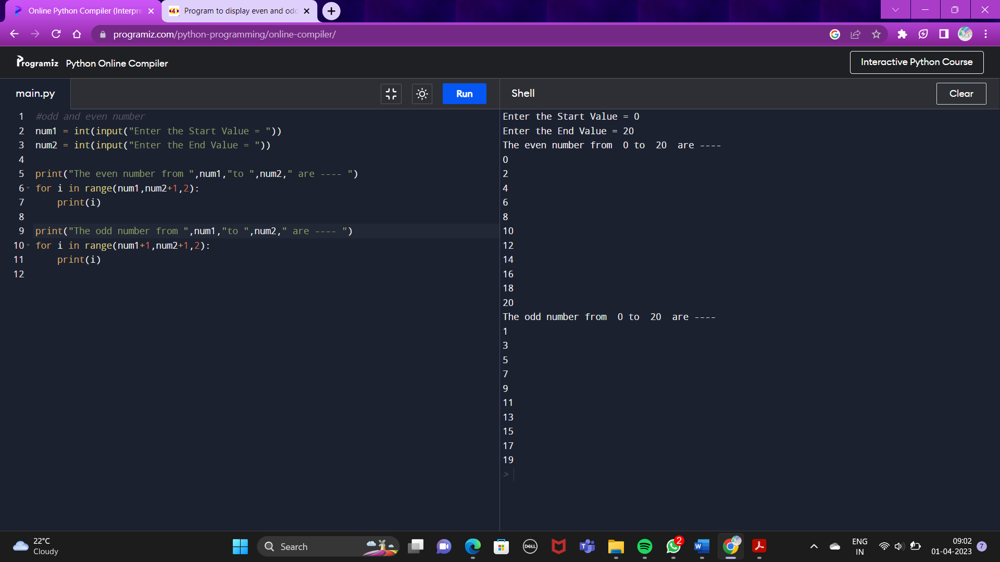 Online Python Compiler (Interpre
Program to display even and odd
programiz.com/python-programming/online-compiler/
Programiz Python Online Compiler
Interactive Python Course
main.py
Run
Shell
Clear
1 #odd and even number
2 num1 = int(input("Enter the Start Value = "))
3 num2 = int(input("Enter the End Value = "))
4
5 print("The even number from ",num1,"to ",num2," are ---- ")
6 for i in range(num1,num2+1,2):
7     print(i)
8
9 print("The odd number from ",num1,"to ",num2," are ---- ")
10 for i in range(num1+1,num2+1,2):
11     print(i)
12
Enter the Start Value = 0
Enter the End Value = 20
The even number from  0 to  20  are ----
0
2
4
6
8
10
12
14
16
18
20
The odd number from  0 to  20  are ----
1
3
5
7
9
11
13
15
17
19
>
22°C
Cloudy
Search
DELL
2
ENG
IN
09:02
01-04-2023
7